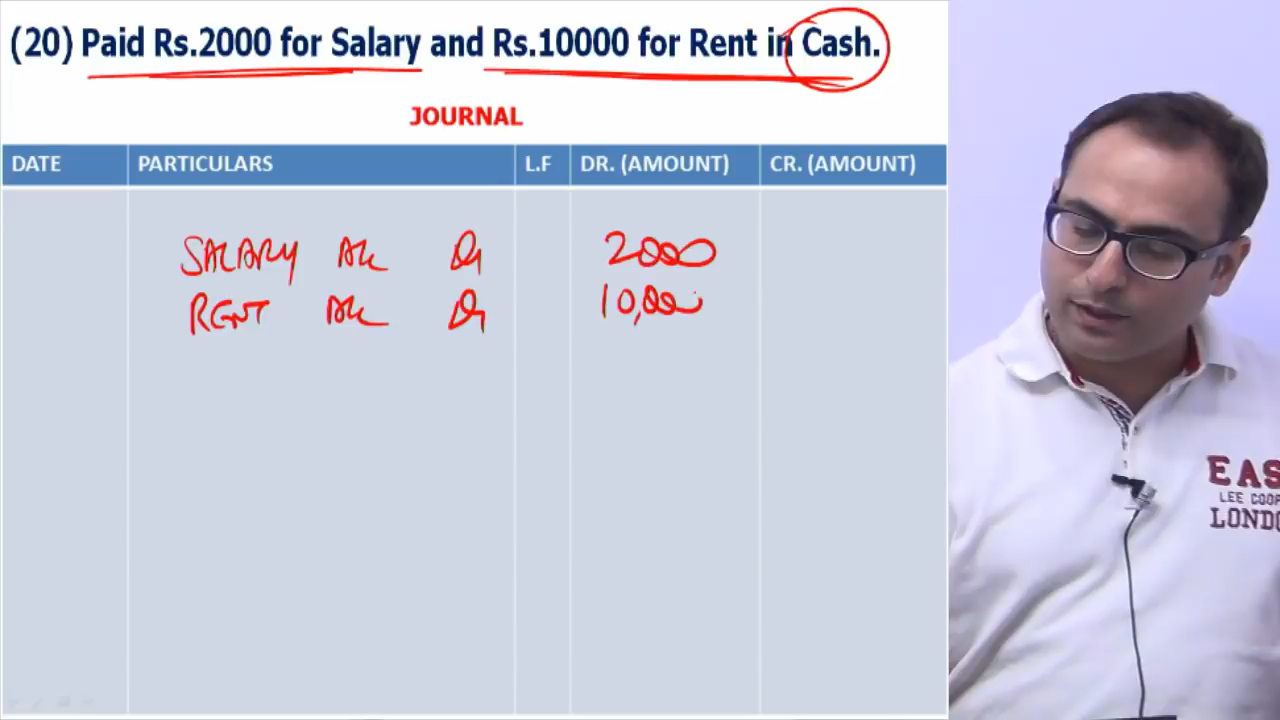 (20) Paid Rs.2000 for Salary and Rs.10000 for Rent in Cash.
JOURNAL
DATE PARTICULARS L.F DR. (AMOUNT) CR. (AMOUNT)
SALARY A/c Dr 2000
RENT A/c Dr 10,000
EAS
LEE COOP
LONDO